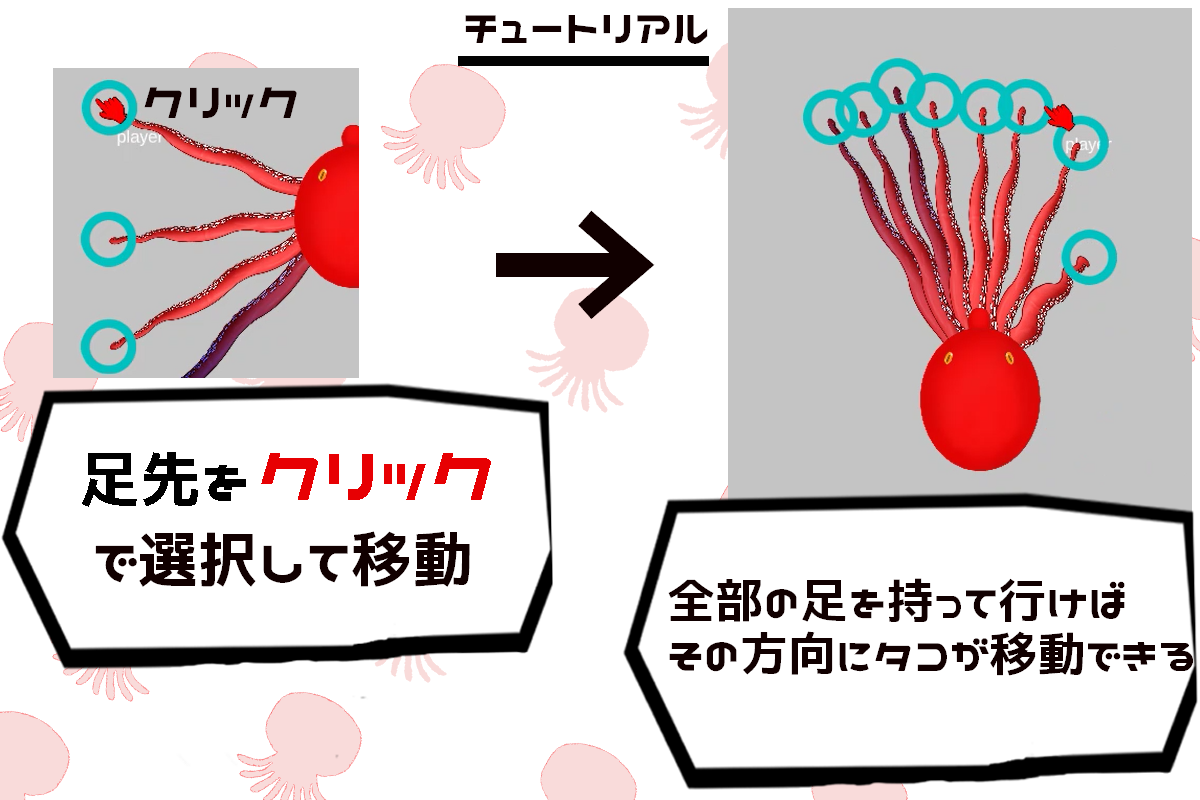 チュートリアル
クリック
player
player
足先をクリック
で選択して移動
全部の足を持って行けば
その方向にタコが移動できる